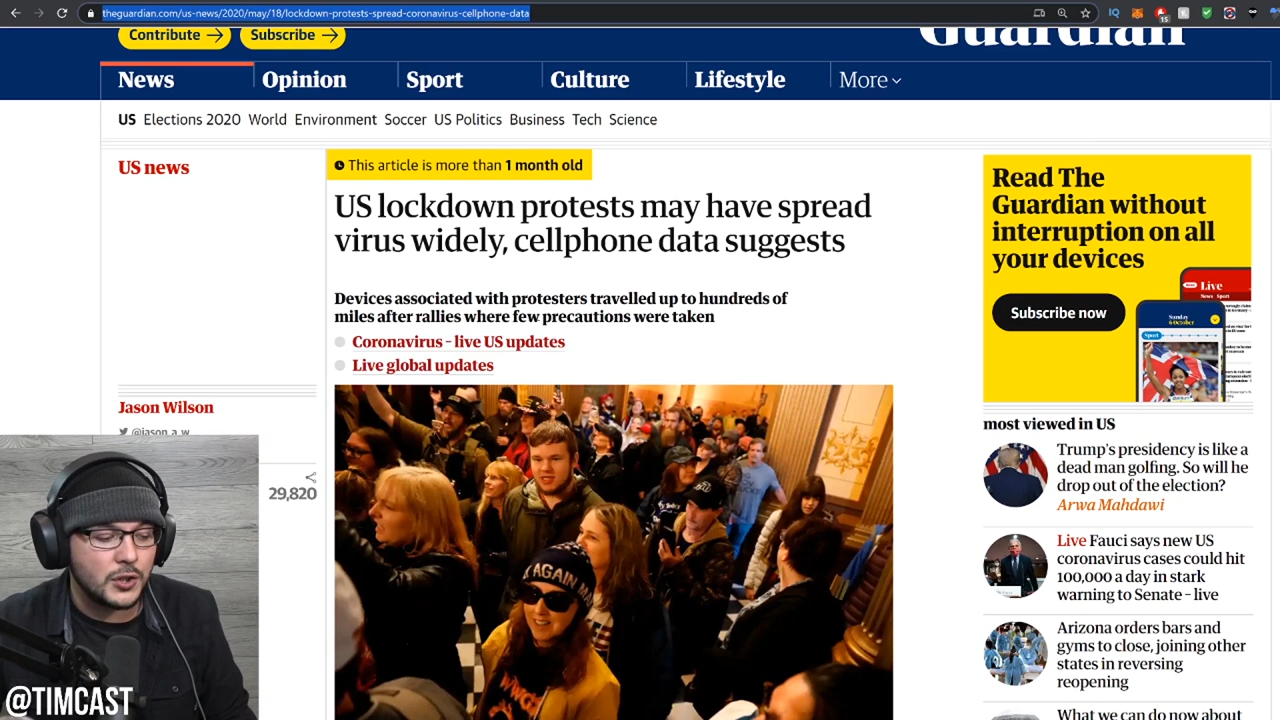 theguardian.com/us-news/2020/may/18/lockdown-protests-spread-coronavirus-cellphone-data
15
Contribute →
Subscribe →
Guardian
News
Opinion
Sport
Culture
Lifestyle
More
US
Elections 2020
World
Environment
Soccer
US Politics
Business
Tech
Science
US news
This article is more than 1 month old
US lockdown protests may have spread
virus widely, cellphone data suggests
Devices associated with protesters travelled up to hundreds of
miles after rallies where few precautions were taken
Coronavirus – live US updates
Live global updates
Jason Wilson
@jason_a_w
29,820
AGAIN
Read The
Guardian without
interruption on all
your devices
Subscribe now
Live
News Sport
Sunday
6 October
most viewed in US
Trump's presidency is like a
dead man golfing. So will he
drop out of the election?
Arwa Mahdawi
Live Fauci says new US
coronavirus cases could hit
100,000 a day in stark
warning to Senate – live
Arizona orders bars and
gyms to close, joining other
states in reversing
reopening
What we can do now about
@TIMCAST